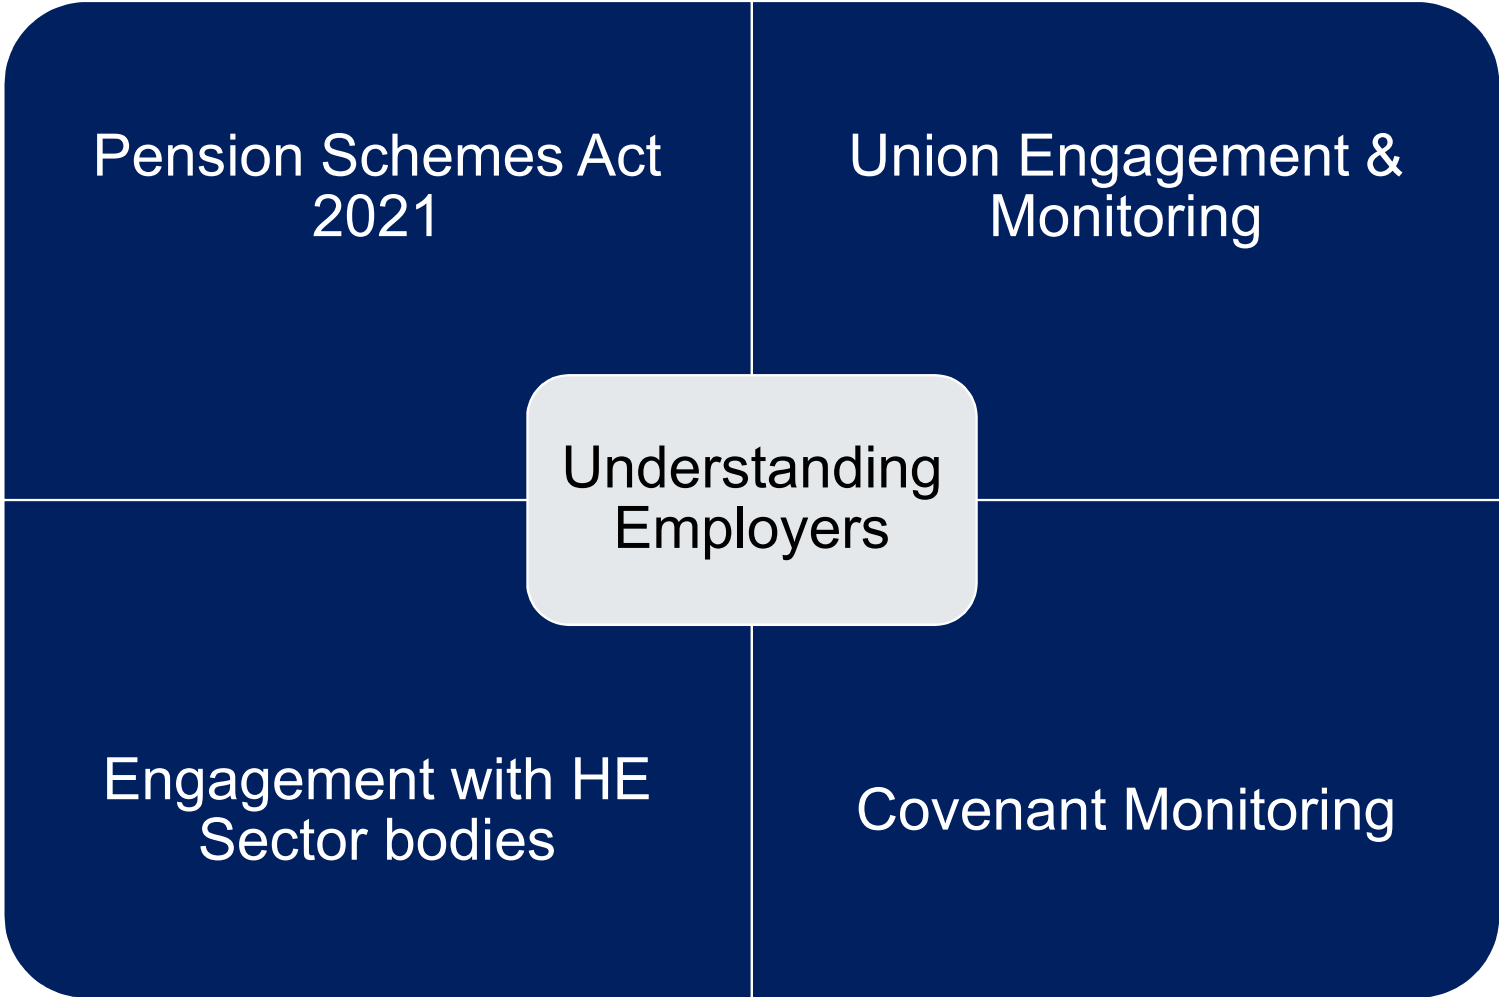 Pension Schemes Act
2021
Union Engagement &
Monitoring
Understanding
Employers
Engagement with HE
Sector bodies
Covenant Monitoring